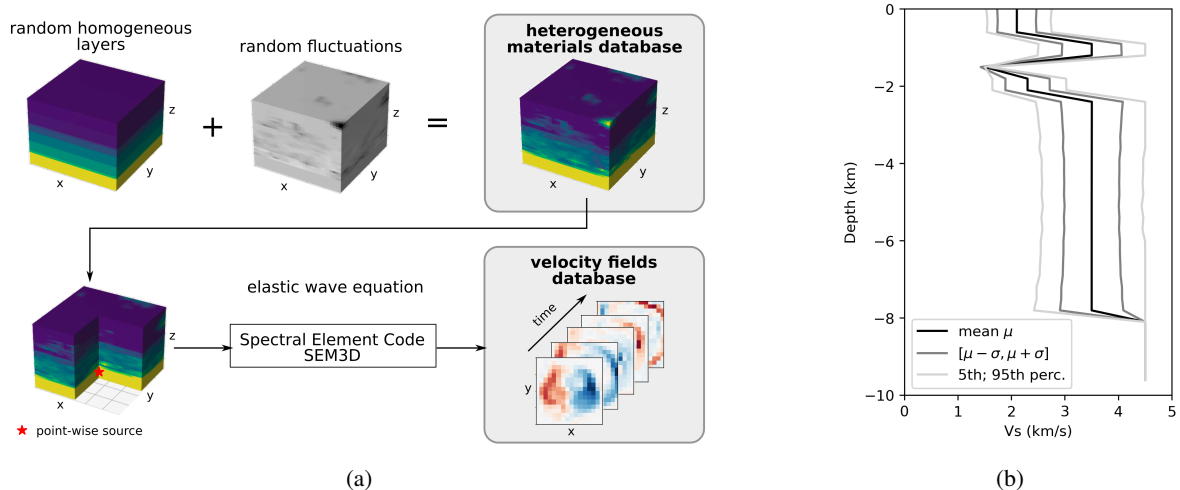 random homogeneous
layers
random fluctuations
heterogeneous
materials database
z
x
y
+
z
x
y
=
z
x
y
velocity fields
database
elastic wave equation
time
Spectral Element Code
SEM3D
z
x
y
y
x
point-wise source
(a)
0
−2
−4
−6
−8
−10
Depth (km)
mean μ
[μ − σ, μ + σ]
5th; 95th perc.
0 1 2 3 4 5
Vs (km/s)
(b)